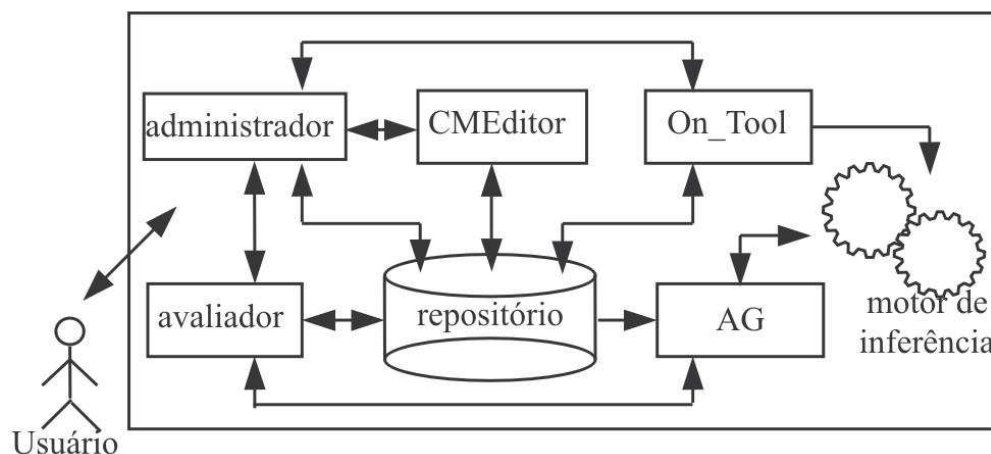 administrador
CMEditor
On_Tool
avaliador
repositório
AG
motor de
inferência
Usuário